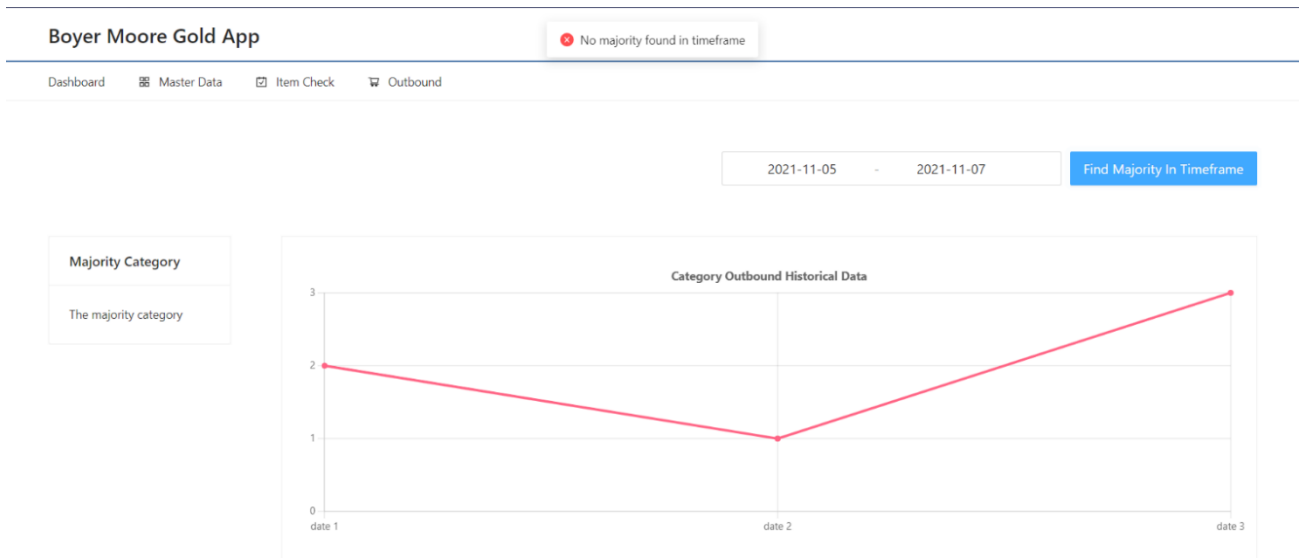 Boyer Moore Gold App
No majority found in timeframe
Dashboard Master Data Item Check Outbound
2021-11-05 - 2021-11-07 Find Majority In Timeframe
Majority Category
The majority category
Category Outbound Historical Data
3
2
1
0
date 1 date 2 date 3